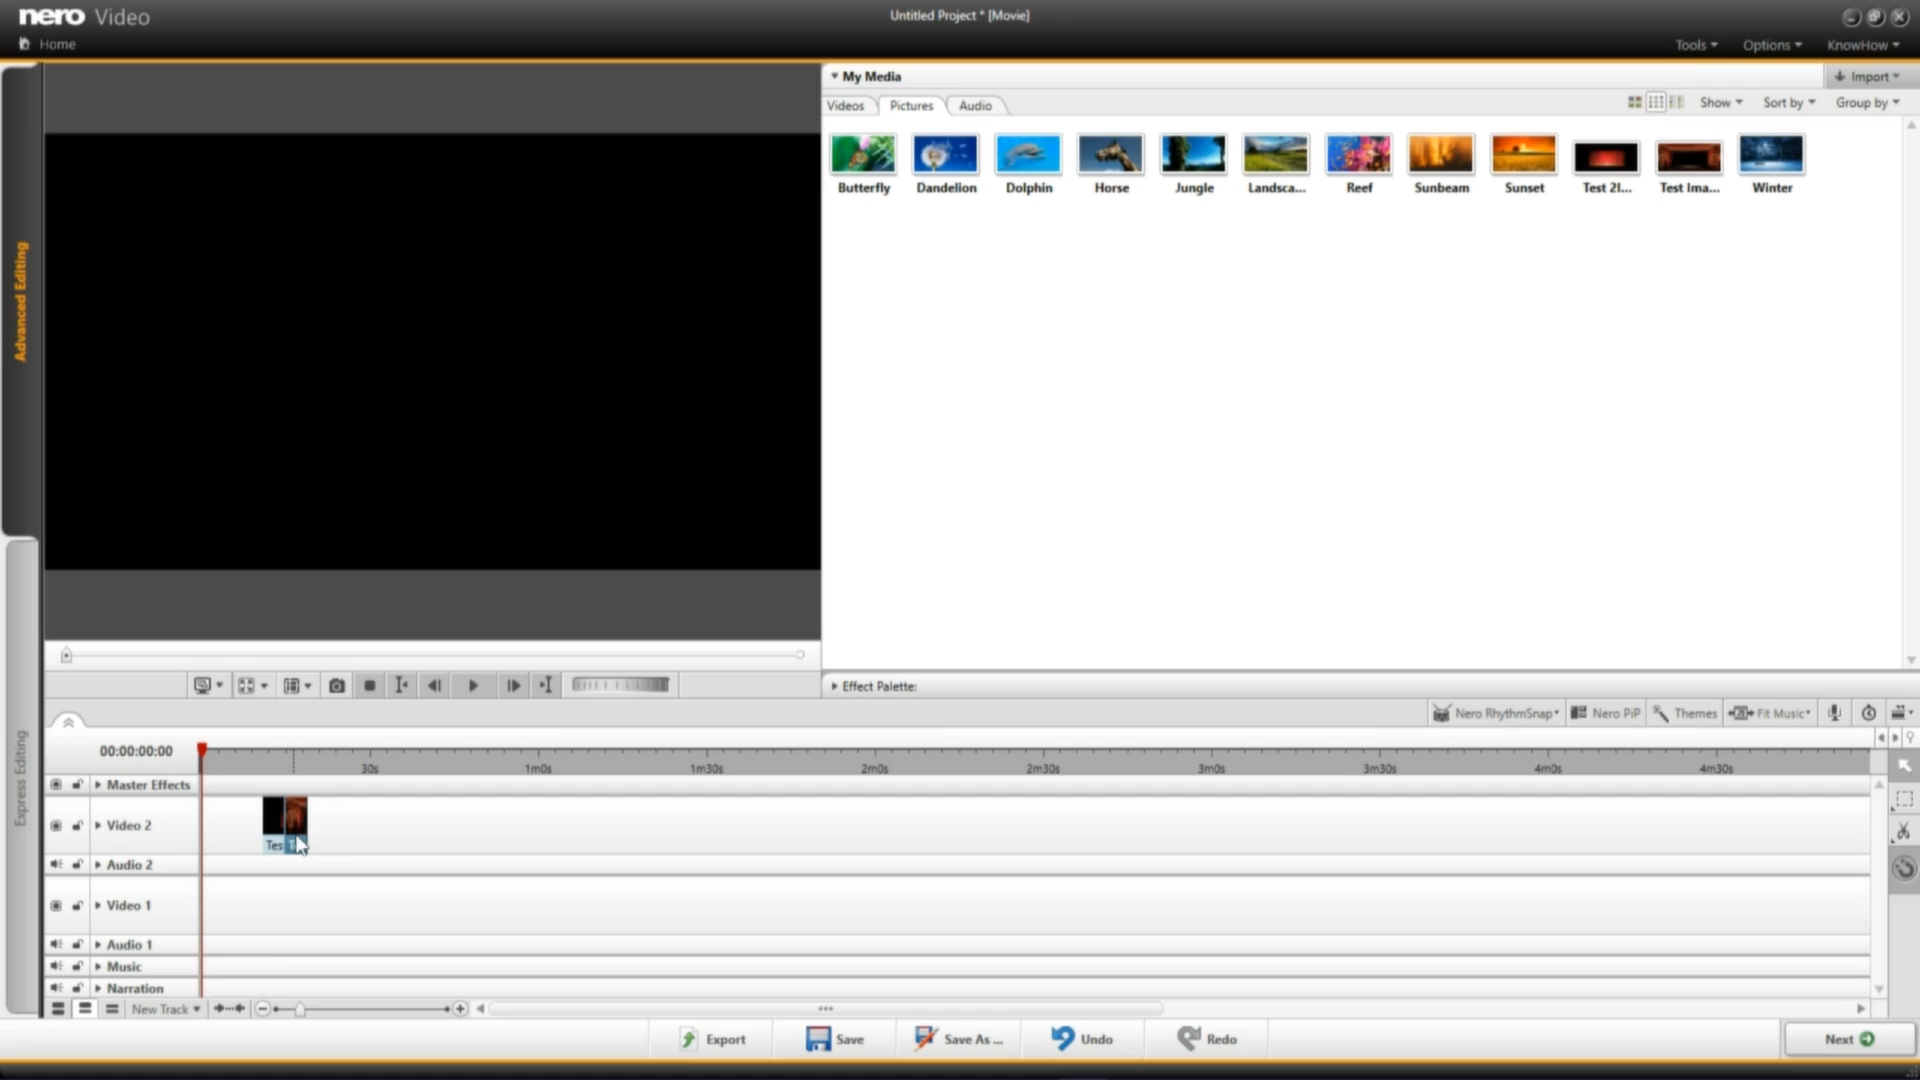 nero Video
Untitled Project * [Movie]
Home
Tools
Options
KnowHow
My Media
Import
Videos
Pictures
Audio
Show
Sort by
Group by
Butterfly
Dandelion
Dolphin
Horse
Jungle
Landsca...
Reef
Sunbeam
Sunset
Test 2I...
Test Ima...
Winter
Advanced Editing
Express Editing
Effect Palette:
Nero RhythmSnap
Nero PiP
Themes
Fit Music
00:00:00:00
30s
1m0s
1m30s
2m0s
2m30s
3m0s
3m30s
4m0s
4m30s
Master Effects
Video 2
Tes
Audio 2
Video 1
Audio 1
Music
Narration
New Track
Export
Save
Save As ...
Undo
Redo
Next